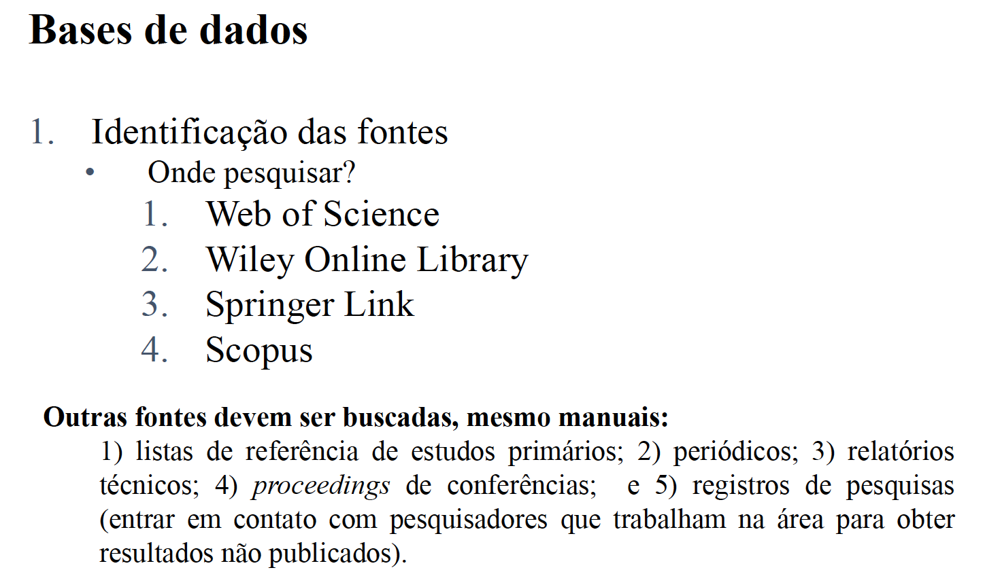 Bases de dados
1. Identificação das fontes
• Onde pesquisar?
1. Web of Science
2. Wiley Online Library
3. Springer Link
4. Scopus
Outras fontes devem ser buscadas, mesmo manuais:
1) listas de referência de estudos primários; 2) periódicos; 3) relatórios
técnicos; 4) proceedings de conferências; e 5) registros de pesquisas
(entrar em contato com pesquisadores que trabalham na área para obter
resultados não publicados).